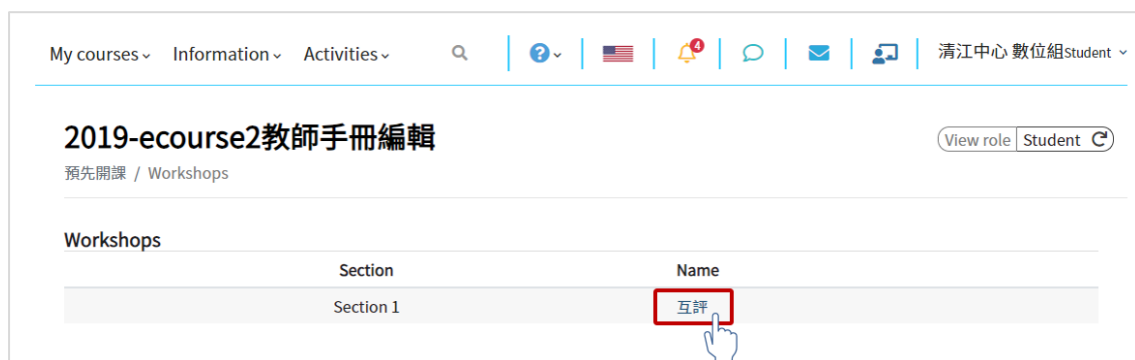 My courses Information Activities 4 清江中心 數位組Student
2019-ecourse2教師手冊編輯
View role Student
預先開課 / Workshops
Workshops
Section Name
Section 1 互評